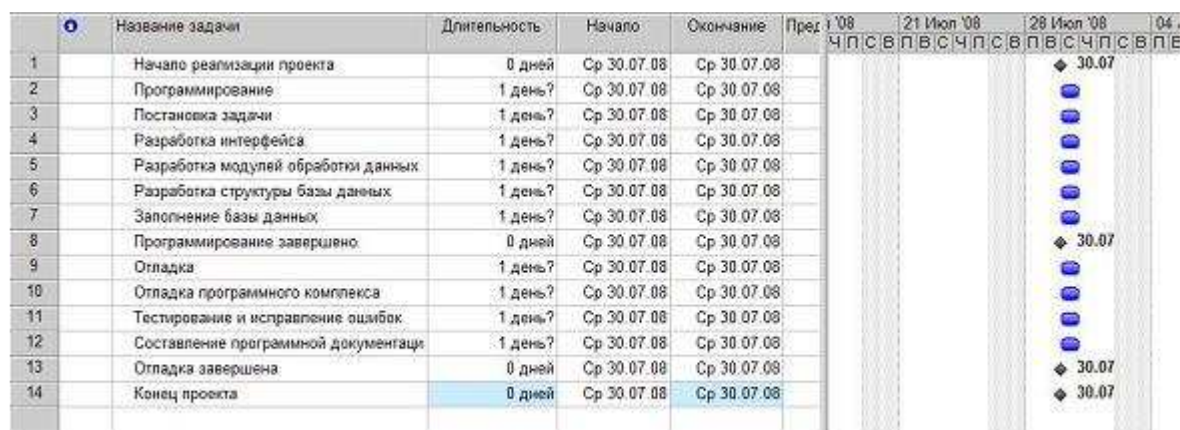 Название задачи Длительность Начало Окончание Пред '08 21 Июл '08 28 Июл '08 04
Ч П С В П В С Ч П С В П В С Ч П С В П В
1 Начало реализации проекта 0 дней Ср 30.07.08 Ср 30.07.08 30.07
2 Программирование 1 день? Ср 30.07.08 Ср 30.07.08
3 Постановка задачи 1 день? Ср 30.07.08 Ср 30.07.08
4 Разработка интерфейса 1 день? Ср 30.07.08 Ср 30.07.08
5 Разработка модулей обработки данных 1 день? Ср 30.07.08 Ср 30.07.08
6 Разработка структуры базы данных 1 день? Ср 30.07.08 Ср 30.07.08
7 Заполнение базы данных 1 день? Ср 30.07.08 Ср 30.07.08
8 Программирование завершено 0 дней Ср 30.07.08 Ср 30.07.08 30.07
9 Отладка 1 день? Ср 30.07.08 Ср 30.07.08
10 Отладка программного комплекса 1 день? Ср 30.07.08 Ср 30.07.08
11 Тестирование и исправление ошибок 1 день? Ср 30.07.08 Ср 30.07.08
12 Составление программной документаци 1 день? Ср 30.07.08 Ср 30.07.08
13 Отладка завершена 0 дней Ср 30.07.08 Ср 30.07.08 30.07
14 Конец проекта 0 дней Ср 30.07.08 Ср 30.07.08 30.07